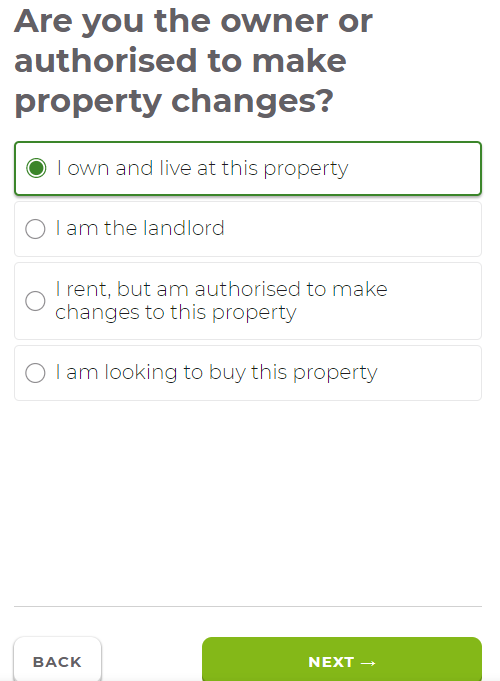 Are you the owner or
authorised to make
property changes?
I own and live at this property
I am the landlord
I rent, but am authorised to make
changes to this property
I am looking to buy this property
BACK
NEXT →